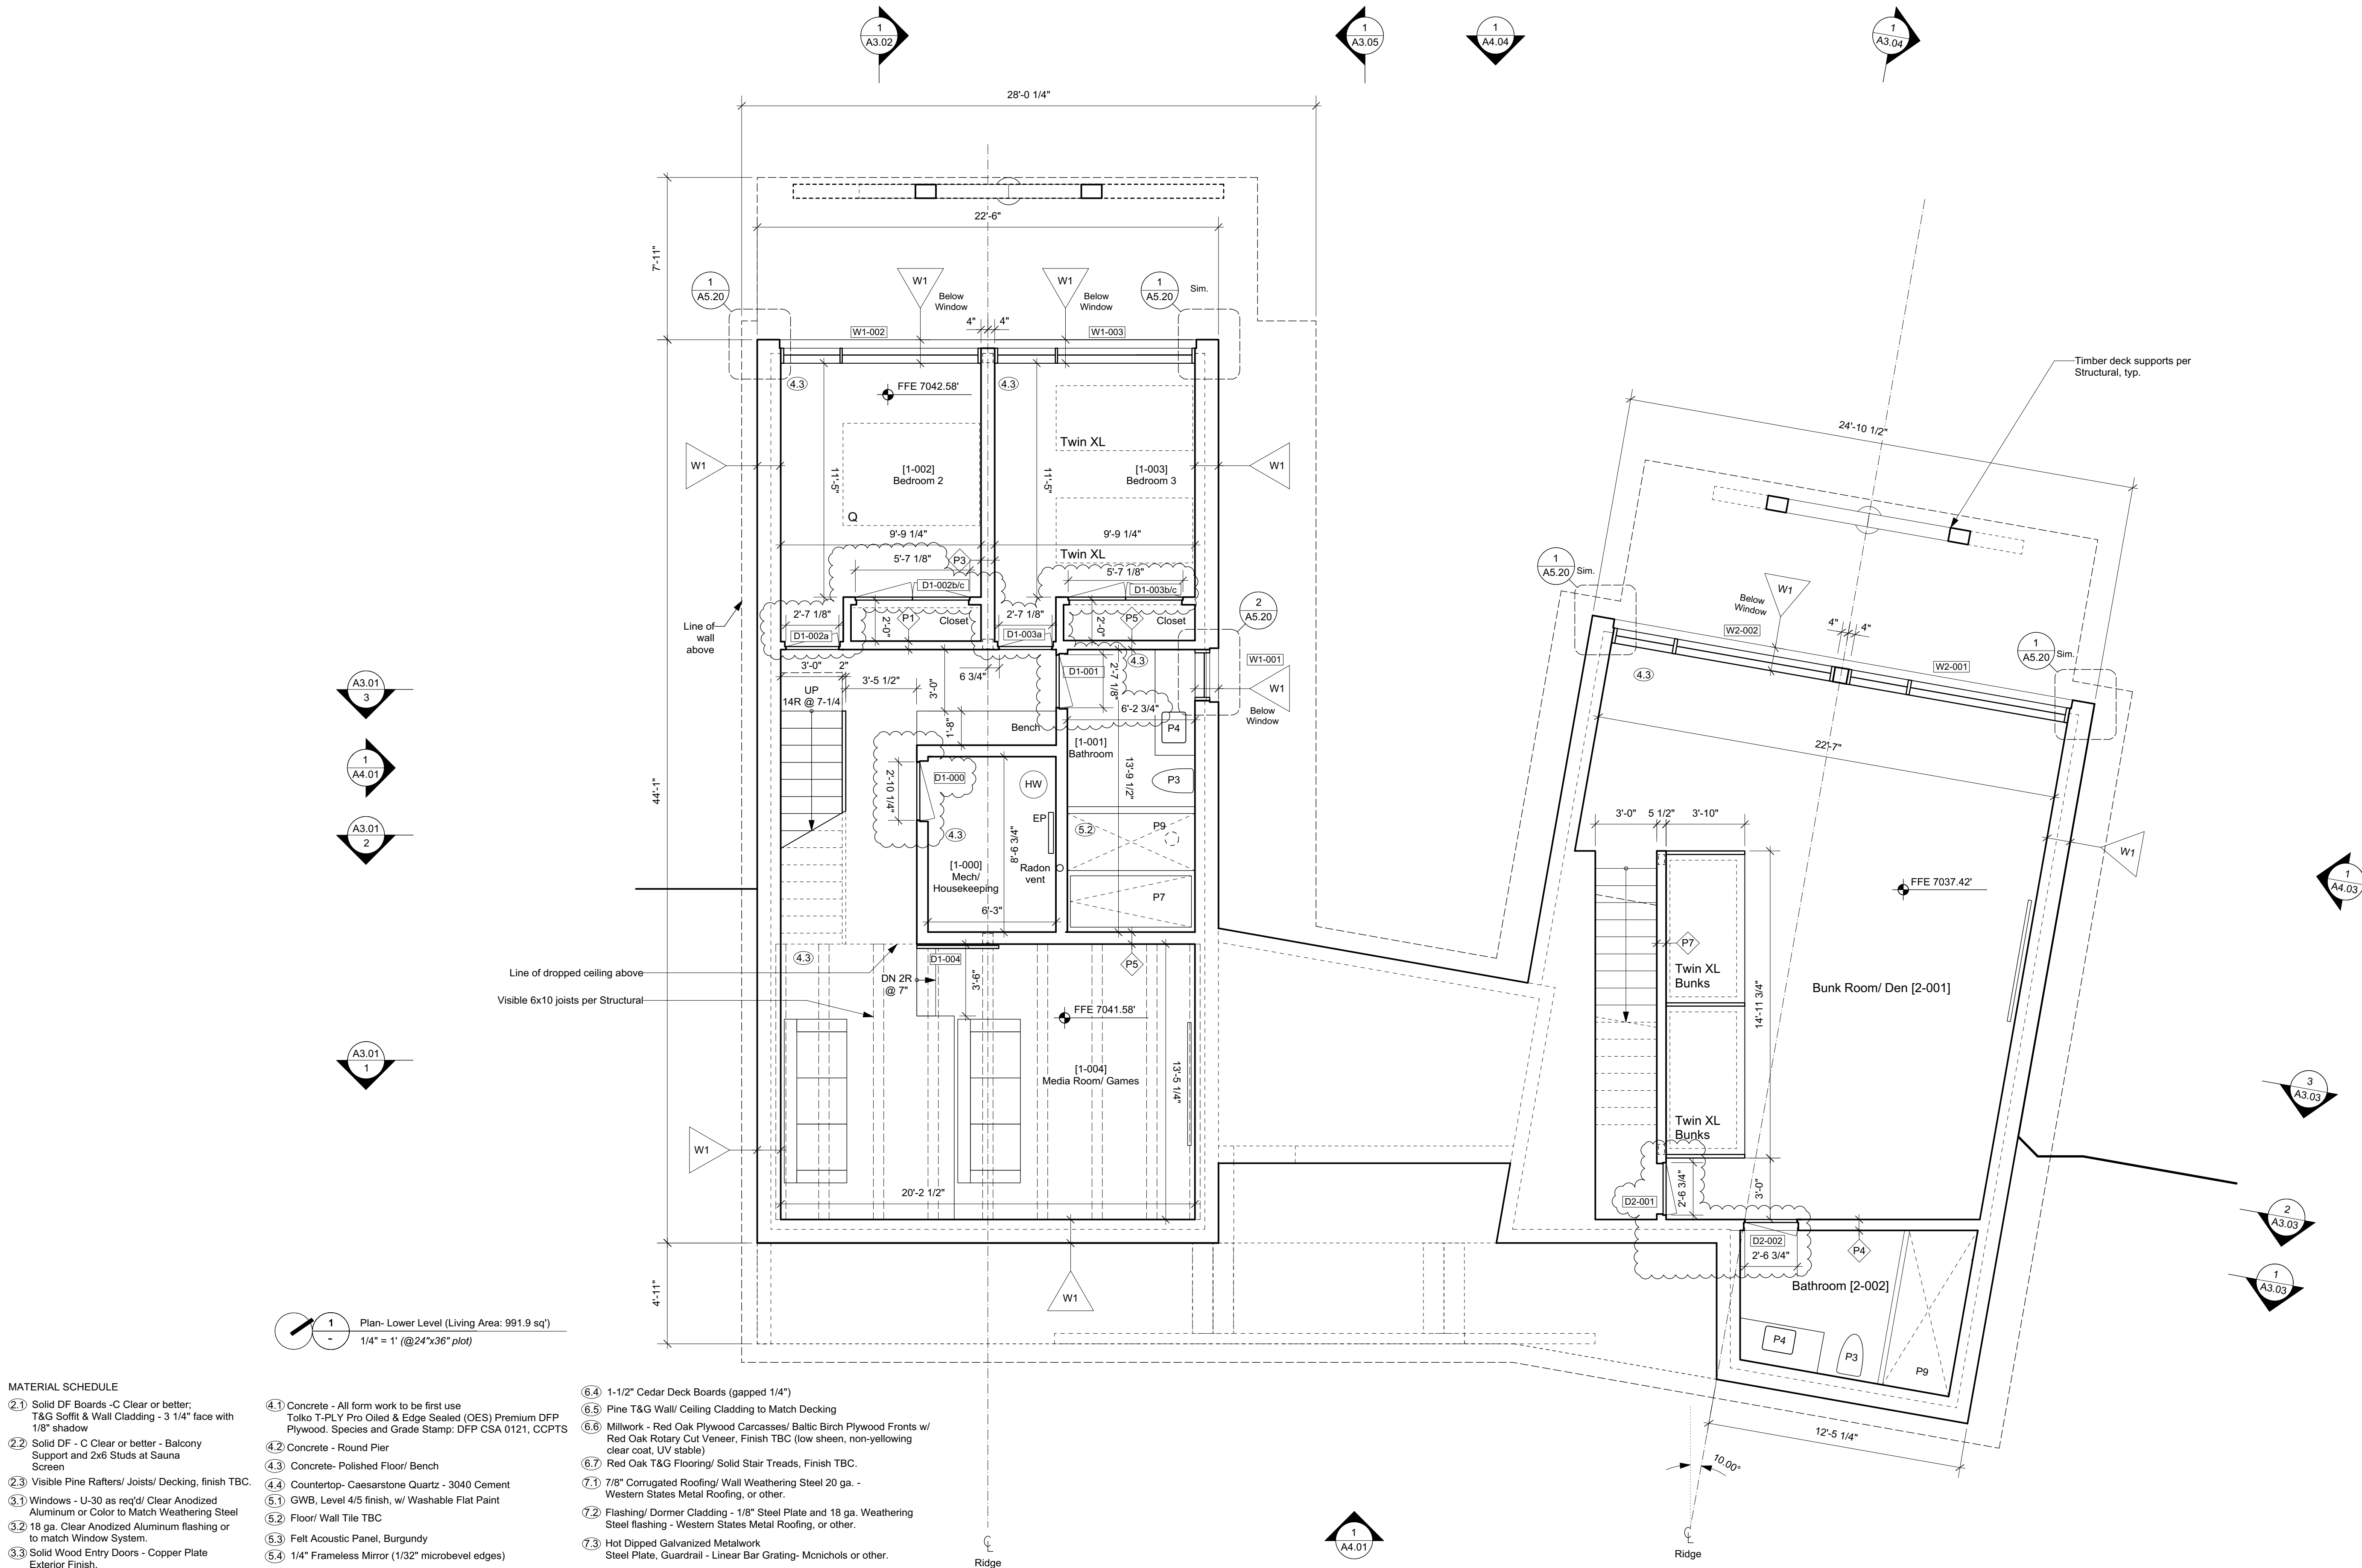 1
A3.02
1
A3.05
1
A4.04
1
A3.04
28'-0 1/4"
22'-6"
7'-11"
1
A5.20
W1
Below
Window
W1
Below
Window
1
A5.20
Sim.
4"
4"
W1-002
W1-003
4.3
FFE 7042.58'
4.3
Timber deck supports per
Structural, typ.
24'-10 1/2"
Twin XL
W1
11'-5"
[1-002]
Bedroom 2
11'-5"
[1-003]
Bedroom 3
W1
Q
9'-9 1/4"
9'-9 1/4"
5'-7 1/8"
P3
Twin XL
5'-7 1/8"
D1-002b/c
D1-003b/c
1
A5.20
Sim.
W1
Below
Window
2'-7 1/8"
2'-0"
P1
Closet
2'-7 1/8"
2'-0"
P5
Closet
2
A5.20
Line of
wall
above
D1-002a
D1-003a
4"
4"
W2-002
W2-001
1
A5.20
Sim.
4.3
3'-0"
2"
3'-5 1/2"
3'-0"
6 3/4"
D1-001
4.3
2'-7 1/8"
W1-001
W1
Below
Window
A3.01
3
UP
14R @ 7-1/4
1'-8"
Bench
6'-2 3/4"
P4
[1-001]
Bathroom
22'-7"
1
A4.01
2'-10 1/4"
D1-000
HW
13'-9 1/2"
P3
44'-1"
A3.01
2
4.3
EP
8'-6 3/4"
5.2
P9
3'-0"
5 1/2"
3'-10"
W1
[1-000]
Mech/
Housekeeping
Radon
vent
P7
FFE 7037.42'
1
A4.03
6'-3"
Line of dropped ceiling above
4.3
D1-004
P5
P7
Twin XL
Bunks
DN 2R
@ 7"
3'-6"
Visible 6x10 joists per Structural
FFE 7041.58'
14'-11 3/4"
Bunk Room/ Den [2-001]
A3.01
1
[1-004]
Media Room/ Games
13'-5 1/4"
3
A3.03
Twin XL
Bunks
W1
20'-2 1/2"
D2-001
2'-6 3/4"
3'-0"
2
A3.03
D2-002
2'-6 3/4"
P4
4'-11"
W1
Bathroom [2-002]
1
A3.03
P4
P3
P9
1
-
Plan- Lower Level (Living Area: 991.9 sq')
1/4" = 1' (@24"x36" plot)
12'-5 1/4"
10.00°
1
A4.01
CL
Ridge
CL
Ridge
MATERIAL SCHEDULE
2.1 Solid DF Boards -C Clear or better;
T&G Soffit & Wall Cladding - 3 1/4" face with
1/8" shadow
2.2 Solid DF - C Clear or better - Balcony
Support and 2x6 Studs at Sauna
Screen
2.3 Visible Pine Rafters/ Joists/ Decking, finish TBC.
3.1 Windows - U-30 as req'd/ Clear Anodized
Aluminum or Color to Match Weathering Steel
3.2 18 ga. Clear Anodized Aluminum flashing or
to match Window System.
3.3 Solid Wood Entry Doors - Copper Plate
Exterior Finish.
4.1 Concrete - All form work to be first use
Tolko T-PLY Pro Oiled & Edge Sealed (OES) Premium DFP
Plywood. Species and Grade Stamp: DFP CSA 0121, CCPTS
4.2 Concrete - Round Pier
4.3 Concrete- Polished Floor/ Bench
4.4 Countertop- Caesarstone Quartz - 3040 Cement
5.1 GWB, Level 4/5 finish, w/ Washable Flat Paint
5.2 Floor/ Wall Tile TBC
5.3 Felt Acoustic Panel, Burgundy
5.4 1/4" Frameless Mirror (1/32" microbevel edges)
6.4 1-1/2" Cedar Deck Boards (gapped 1/4")
6.5 Pine T&G Wall/ Ceiling Cladding to Match Decking
6.6 Millwork - Red Oak Plywood Carcasses/ Baltic Birch Plywood Fronts w/
Red Oak Rotary Cut Veneer, Finish TBC (low sheen, non-yellowing
clear coat, UV stable)
6.7 Red Oak T&G Flooring/ Solid Stair Treads, Finish TBC.
7.1 7/8" Corrugated Roofing/ Wall Weathering Steel 20 ga. -
Western States Metal Roofing, or other.
7.2 Flashing/ Dormer Cladding - 1/8" Steel Plate and 18 ga. Weathering
Steel flashing - Western States Metal Roofing, or other.
7.3 Hot Dipped Galvanized Metalwork
Steel Plate, Guardrail - Linear Bar Grating- Mcnichols or other.